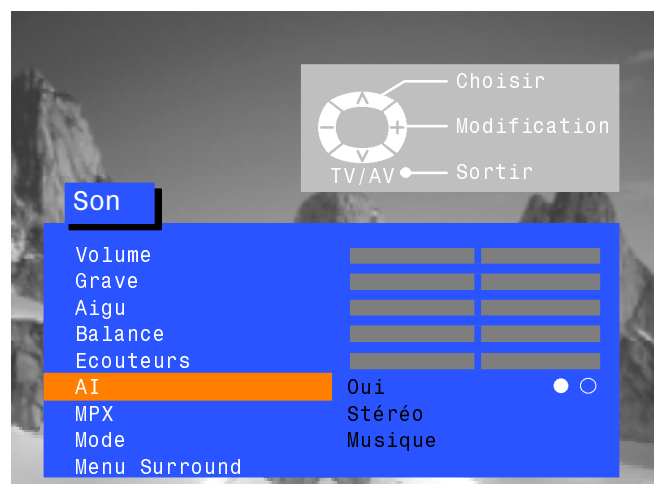 Choisir
Modification
TV/AV Sortir
Son
Volume
Grave
Aigu
Balance
Ecouteurs
AI Oui
MPX Stéréo
Mode Musique
Menu Surround